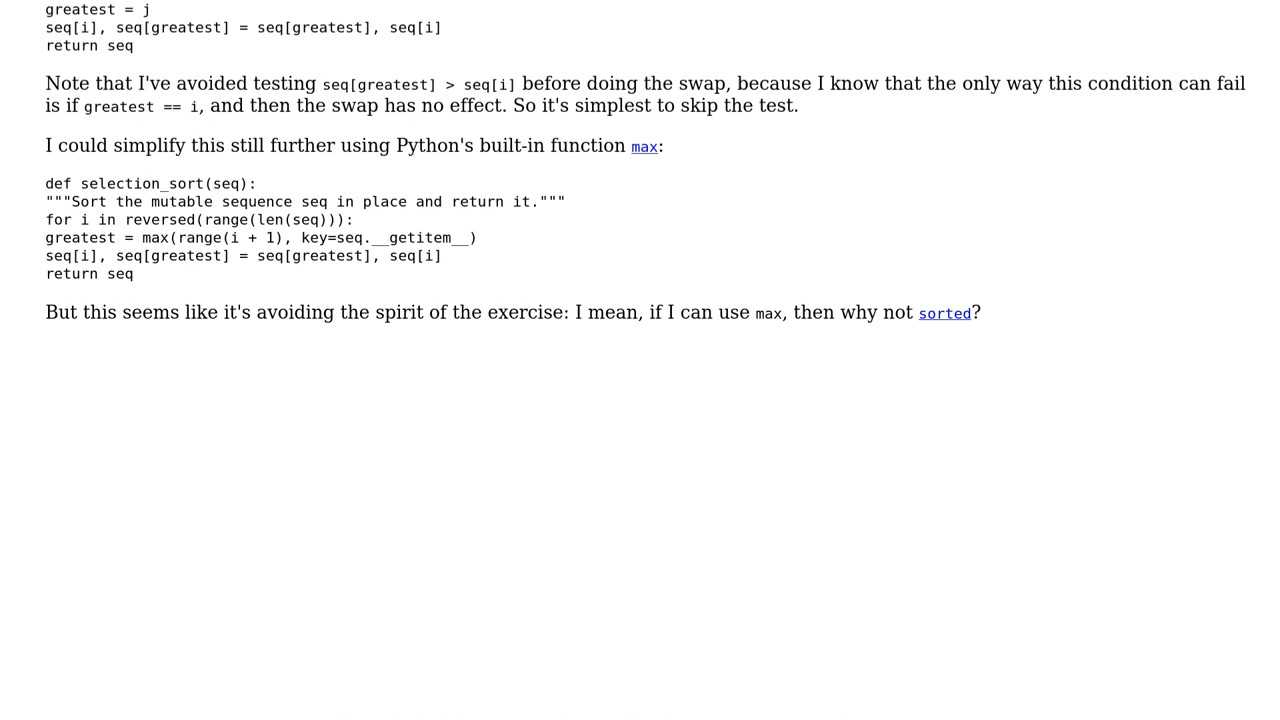 greatest = j
seq[i], seq[greatest] = seq[greatest], seq[i]
return seq
Note that I've avoided testing seq[greatest] > seq[i] before doing the swap, because I know that the only way this condition can fail
is if greatest == i, and then the swap has no effect. So it's simplest to skip the test.
I could simplify this still further using Python's built-in function max:
def selection_sort(seq):
"""Sort the mutable sequence seq in place and return it."""
for i in reversed(range(len(seq))):
greatest = max(range(i + 1), key=seq.__getitem__)
seq[i], seq[greatest] = seq[greatest], seq[i]
return seq
But this seems like it's avoiding the spirit of the exercise: I mean, if I can use max, then why not sorted?